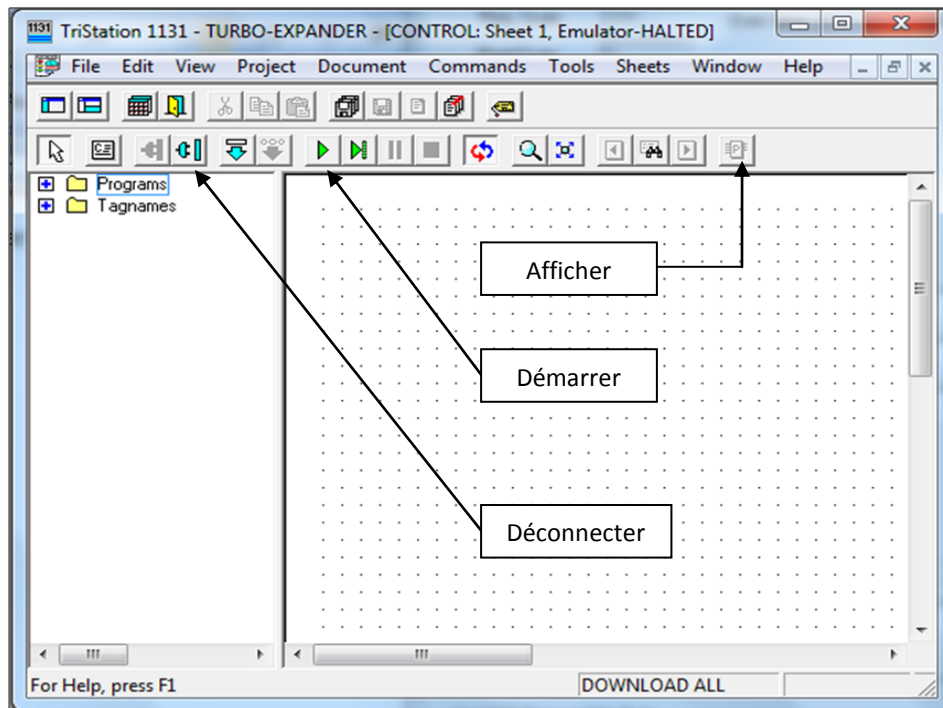 1131 TriStation 1131 - TURBO-EXPANDER - [CONTROL: Sheet 1, Emulator-HALTED]
File Edit View Project Document Commands Tools Sheets Window Help
Programs
Tagnames
Afficher
Démarrer
Déconnecter
For Help, press F1
DOWNLOAD ALL